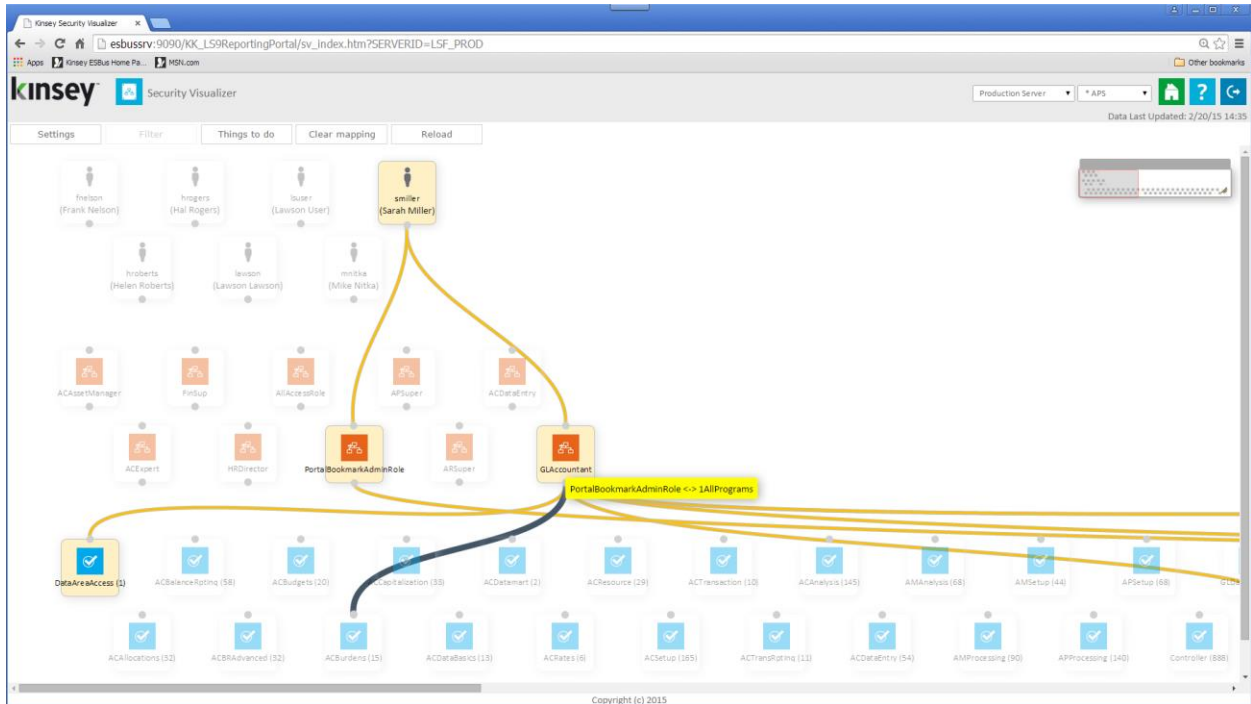 Kinsey Security Visualizer
esbussrv:9090/KK_LS9ReportingPortal/sv_index.htm?SERVERID=LSF_PROD
Apps Kinsey ESBus Home Pa... MSN.com Other bookmarks
kinsey Security Visualizer Production Server * APS ?
Data Last Updated: 2/20/15 14:35
Settings Filter Things to do Clear mapping Reload
fnelson hrogers lsuser smiller
(Frank Nelson) (Hal Rogers) (Lawson User) (Sarah Miller)
hroberts lawson mnitka
(Helen Roberts) (Lawson Lawson) (Mike Nitka)
ACAssetManager FinSup AllAccessRole APSuper ACDataEntry
ACExpert HRDirector PortalBookmarkAdminRole ARSuper GLAccountant
PortalBookmarkAdminRole <-> 1AllPrograms
DataAreaAccess (1) ACBalanceRpting (58) ACBudgets (20) ACCapitalization (33) ACDatamart (2) ACResource (29) ACTransaction (10) ACAnalysis (145) AMAnalysis (68) AMSetup (44) APSetup (68)
ACAllocations (32) ACBRAdvanced (32) ACBurdens (15) ACDataBasics (13) ACRates (6) ACSetup (165) ACTransRpting (11) ACDataEntry (54) AMProcessing (90) APProcessing (140) Controller (888)
Copyright (c) 2015